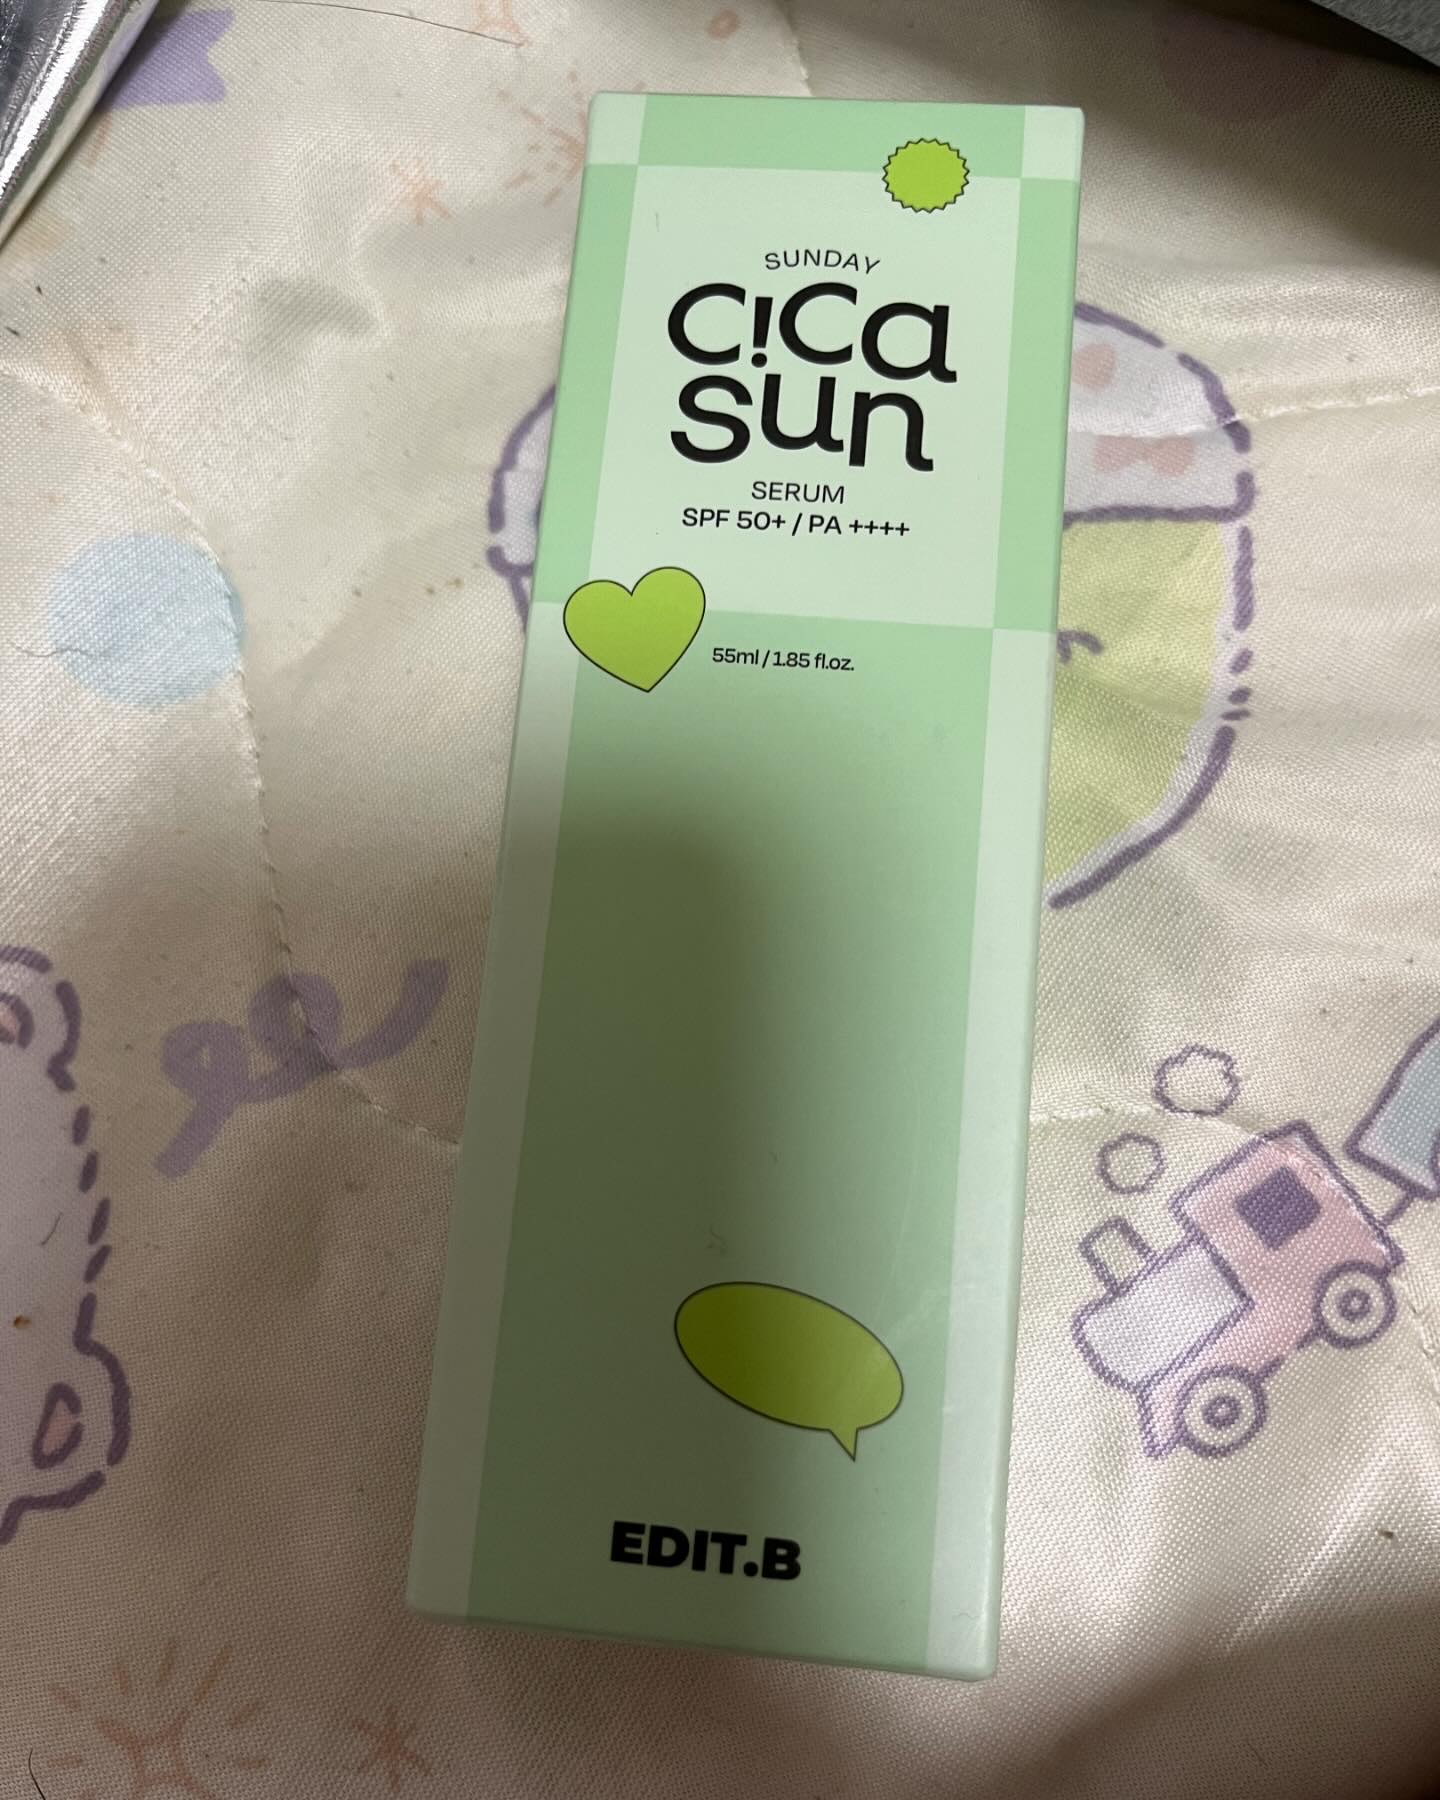 SUNDAY
cica
sun
SERUM
SPF 50+ / PA ++++
55ml / 1.85 fl.oz.
EDIT.B